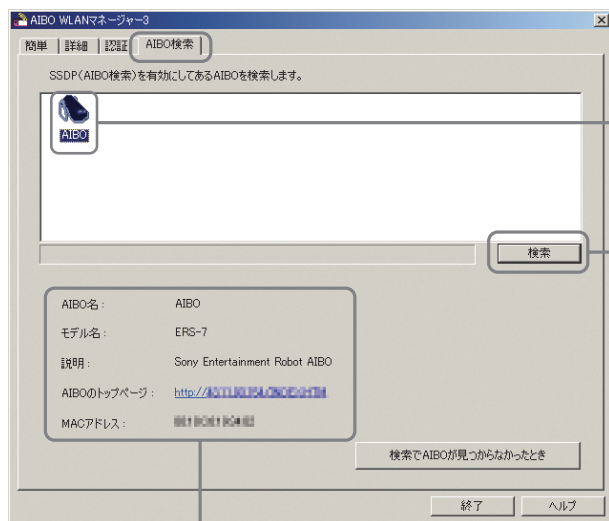 AIBO WLANマネージャー3
簡単 詳細 認証 AIBO検索
SSDP(AIBO検索)を有効にしてあるAIBOを検索します。
AIBO
検索
AIBO名： AIBO
モデル名： ERS-7
説明： Sony Entertainment Robot AIBO
AIBOのトップページ： http://
MACアドレス：
検索でAIBOが見つからなかったとき
終了 ヘルプ